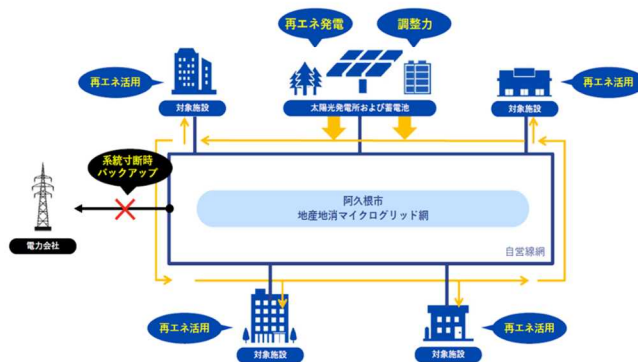 再エネ発電
調整力
再エネ活用
再エネ活用
対象施設
太陽光発電所および蓄電池
対象施設
系統寸断時
バックアップ
阿久根市
地産地消マイクログリッド網
電力会社
自営線網
再エネ活用
再エネ活用
対象施設
対象施設